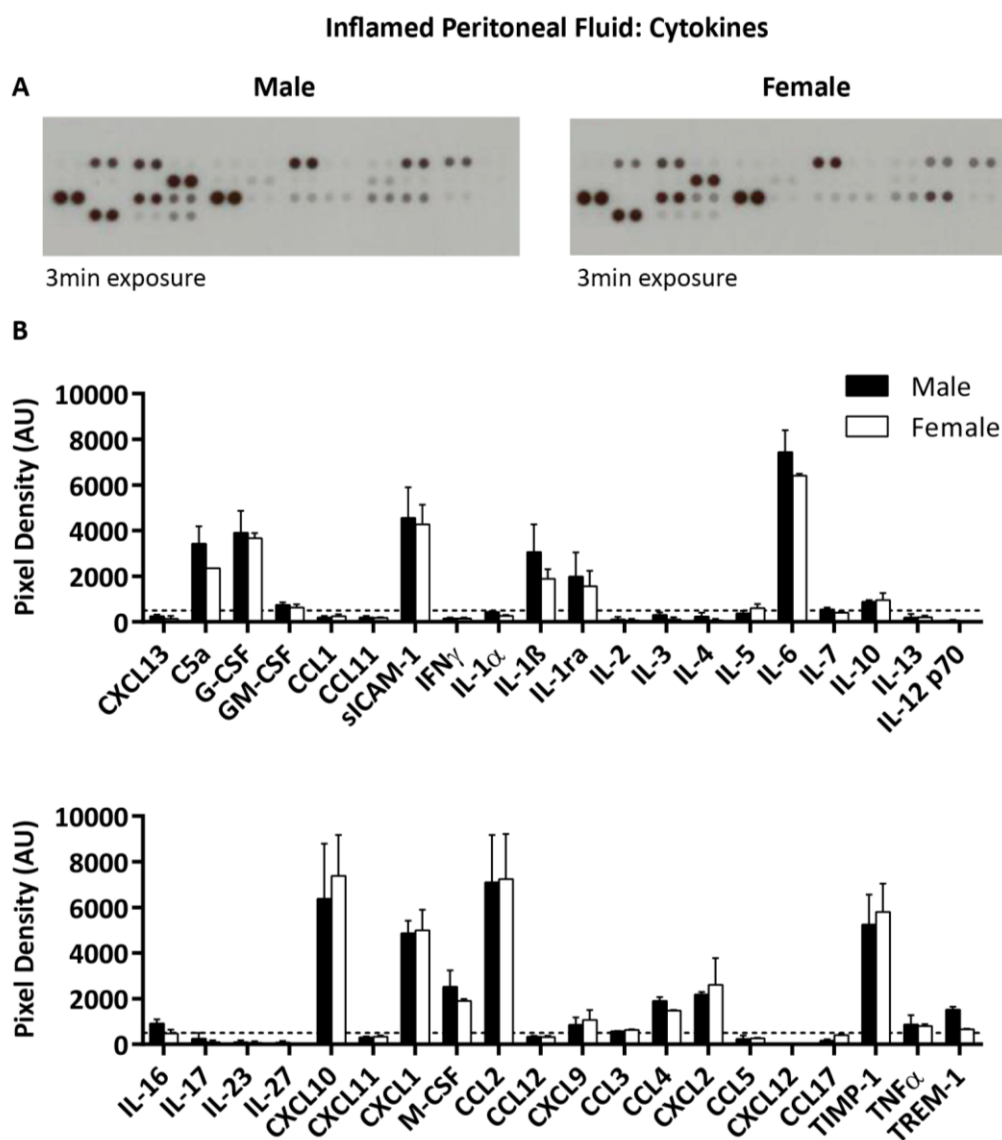 Inflamed Peritoneal Fluid: Cytokines
A
Male
Female
3min exposure
3min exposure
B
Male
Female
Pixel Density (AU)
10000
8000
6000
4000
2000
0
CXCL13
C5a
G-CSF
GM-CSF
CCL1
CCL11
sICAM-1
IFNγ
IL-1α
IL-1ß
IL-1ra
IL-2
IL-3
IL-4
IL-5
IL-6
IL-7
IL-10
IL-13
IL-12 p70
Pixel Density (AU)
10000
8000
6000
4000
2000
0
IL-16
IL-17
IL-23
IL-27
CXCL10
CXCL11
CXCL1
M-CSF
CCL2
CCL12
CXCL9
CCL3
CCL4
CXCL2
CCL5
CXCL12
CCL17
TIMP-1
TNFα
TREM-1